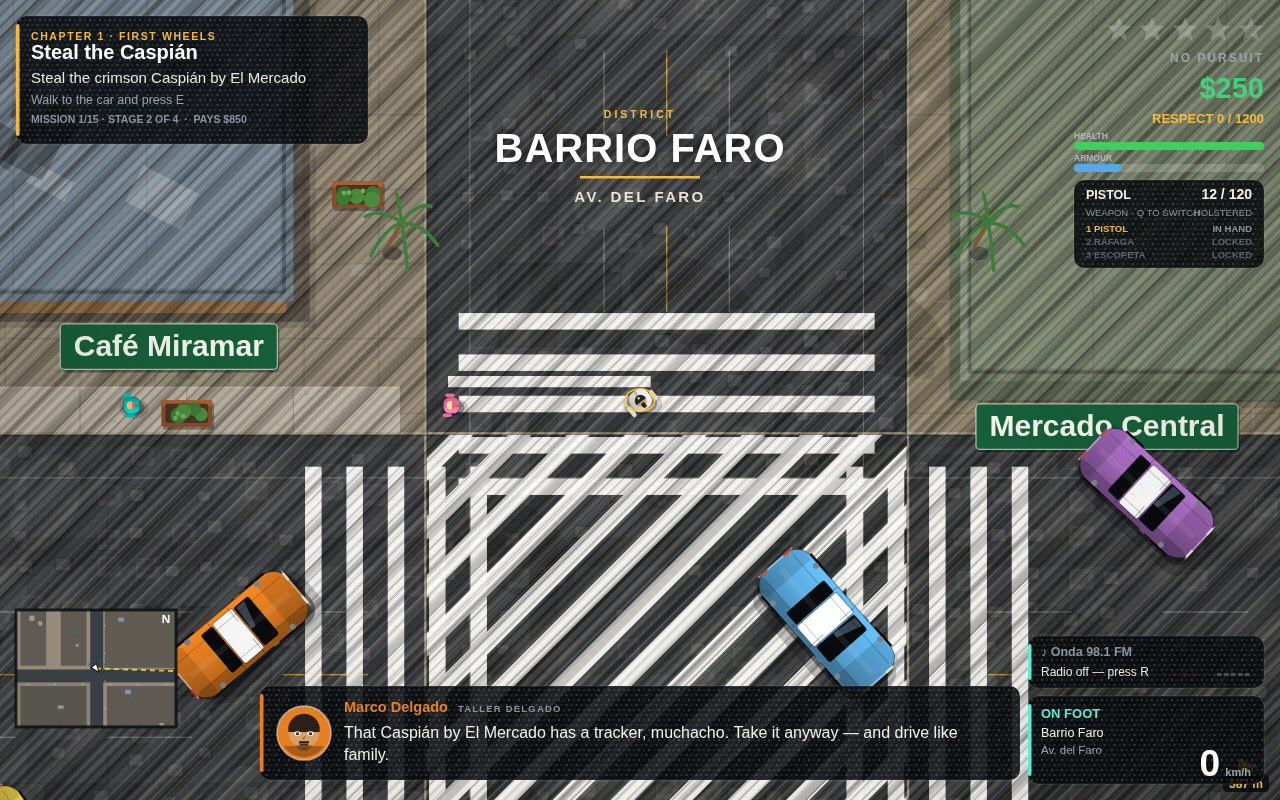 CHAPTER 1 · FIRST WHEELS
Steal the Caspián
Steal the crimson Caspián by El Mercado
Walk to the car and press E
MISSION 1/15 · STAGE 2 OF 4 · PAYS $850
DISTRICT
BARRIO FARO
AV. DEL FARO
NO PURSUIT
$250
RESPECT 0 / 1200
HEALTH
ARMOUR
PISTOL 12 / 120
WEAPON · Q TO SWITCH HOLSTERED
1 PISTOL IN HAND
2 RÁFAGA LOCKED
3 ESCOPETA LOCKED
Café Miramar
Mercado Central
N
♪ Onda 98.1 FM
Radio off — press R
Marco Delgado TALLER DELGADO
That Caspián by El Mercado has a tracker, muchacho. Take it anyway — and drive like
family.
ON FOOT
Barrio Faro
Av. del Faro
0 km/h